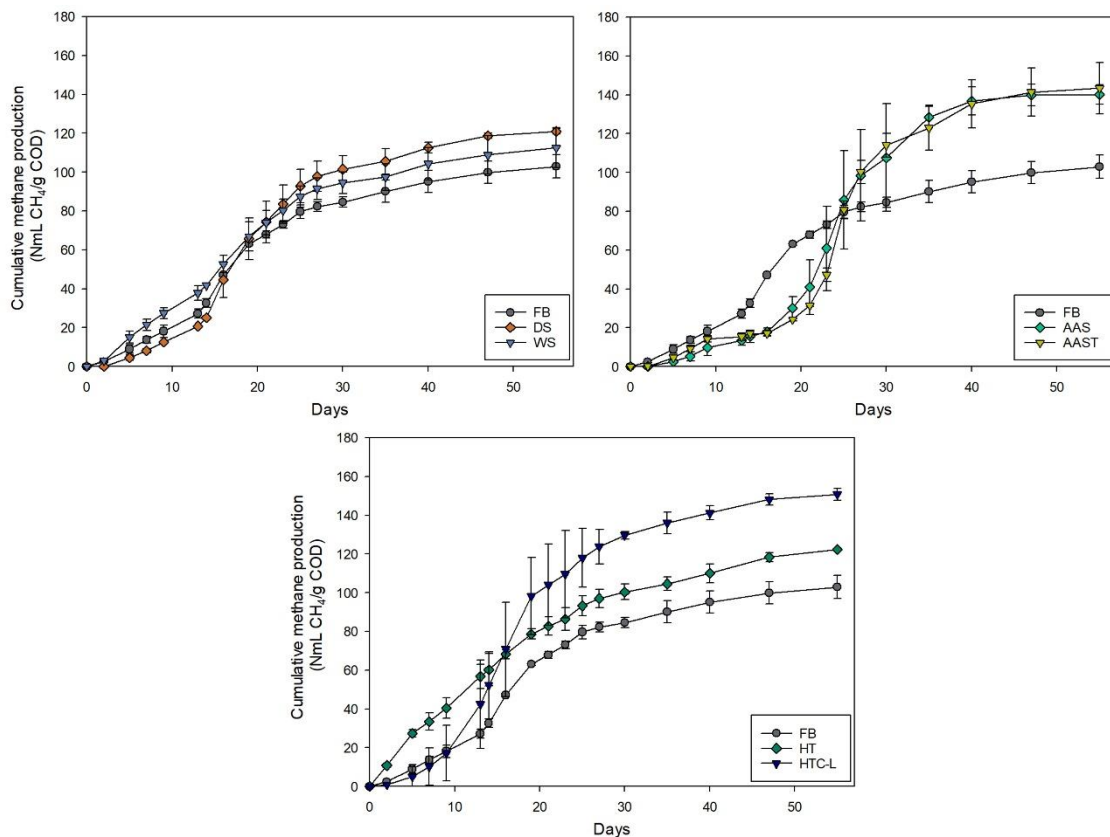 Cumulative methane production
(NmL CH₄/g COD)
180
160
140
120
100
80
60
40
20
0
0 10 20 30 40 50
Days
FB
DS
WS
180
160
140
120
100
80
60
40
20
0
0 10 20 30 40 50
Days
FB
AAS
AAST
Cumulative methane production
(NmL CH₄/g COD)
180
160
140
120
100
80
60
40
20
0
0 10 20 30 40 50
Days
FB
HT
HTC-L